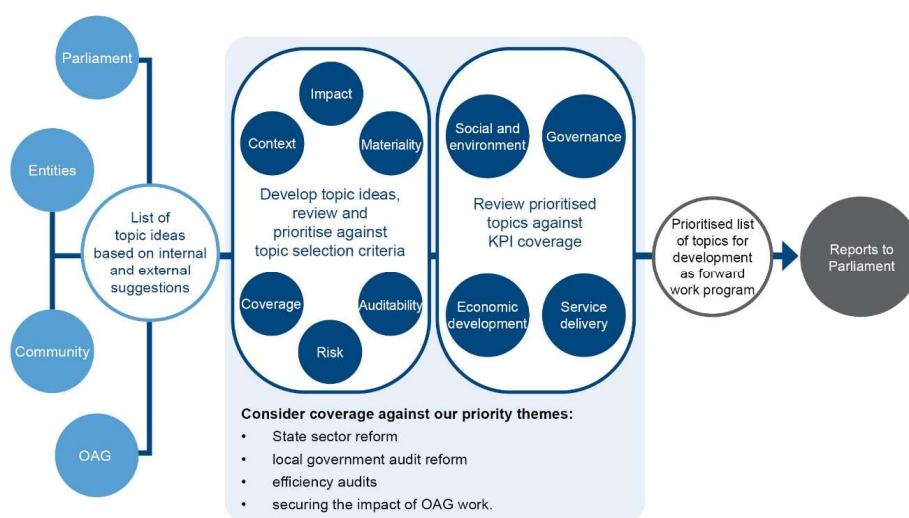 Parliament
Entities
Community
OAG
List of
topic ideas
based on internal
and external
suggestions
Impact
Context
Materiality
Develop topic ideas,
review and
prioritise against
topic selection criteria
Coverage
Auditability
Risk
Social and
environment
Governance
Review prioritised
topics against
KPI coverage
Economic
development
Service
delivery
Prioritised list
of topics for
development
as forward
work program
Reports to
Parliament
Consider coverage against our priority themes:
• State sector reform
• local government audit reform
• efficiency audits
• securing the impact of OAG work.